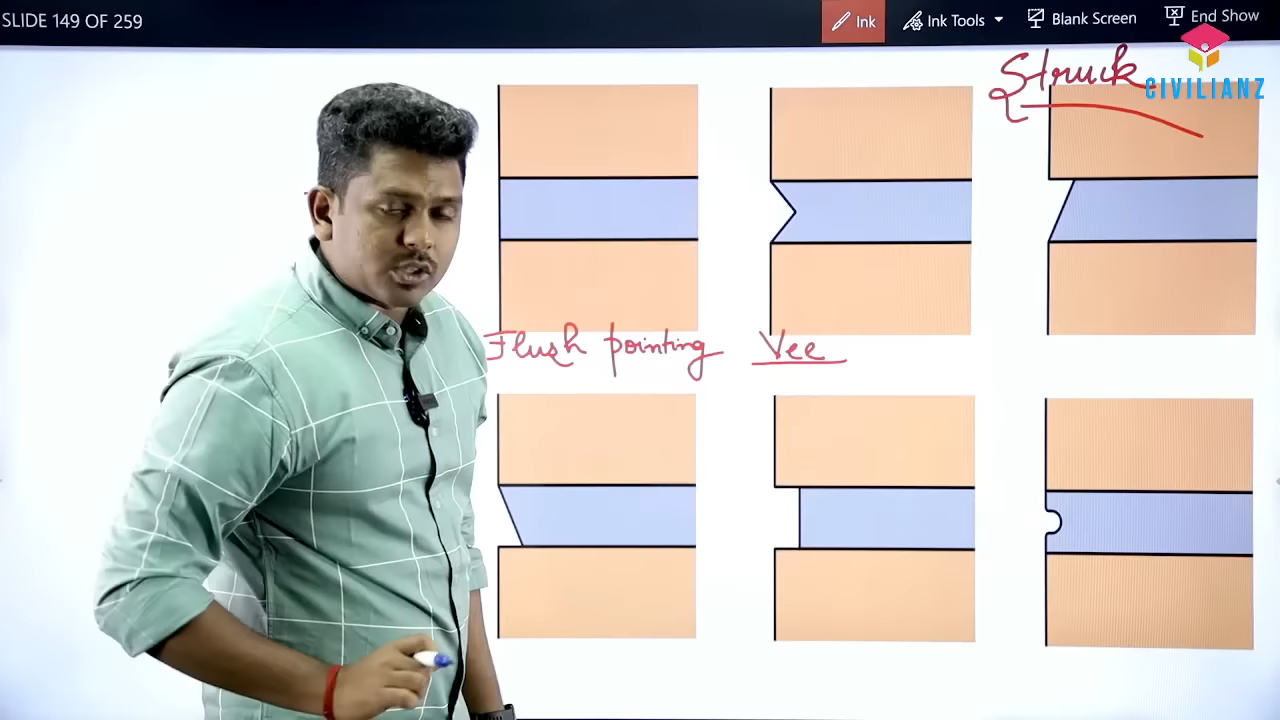 SLIDE 149 OF 259
Ink
Ink Tools
Blank Screen
End Show
CIVILIANZ
Struck
Flush pointing
Vee